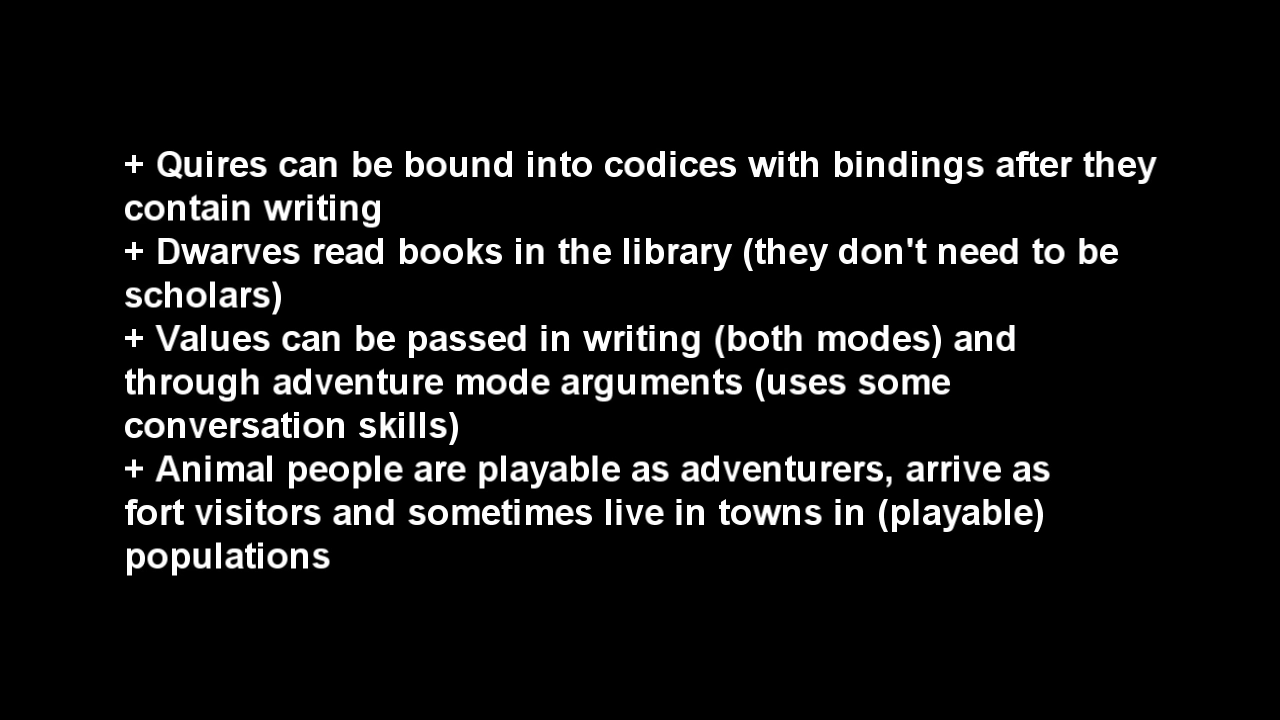 + Quires can be bound into codices with bindings after they
contain writing
+ Dwarves read books in the library (they don't need to be
scholars)
+ Values can be passed in writing (both modes) and
through adventure mode arguments (uses some
conversation skills)
+ Animal people are playable as adventurers, arrive as
fort visitors and sometimes live in towns in (playable)
populations